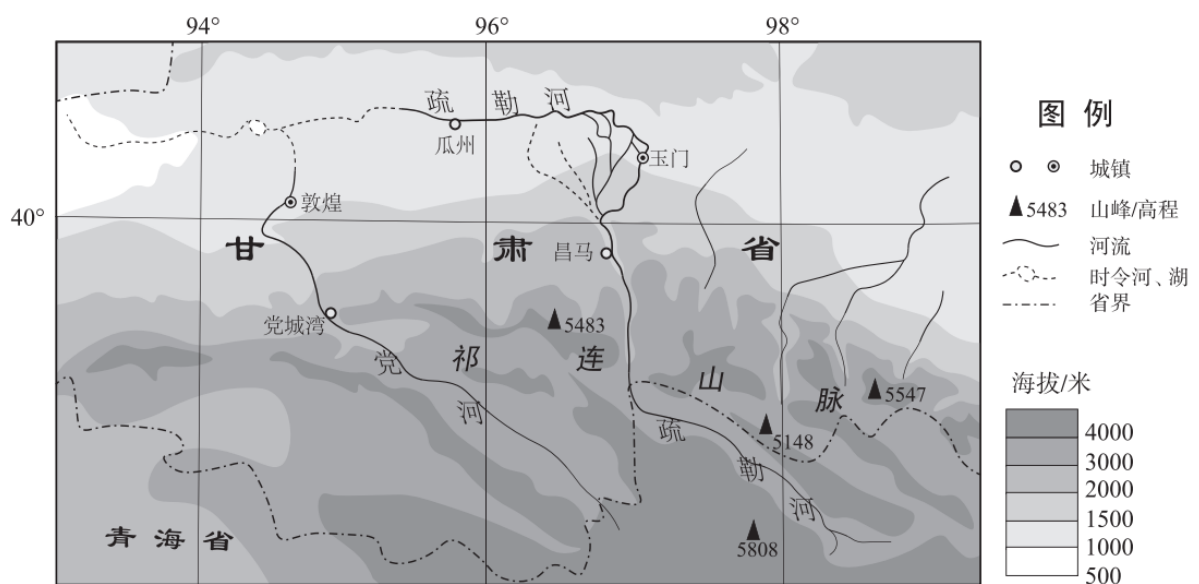 94° 96° 98°
疏勒河
瓜州
玉门
敦煌
40°
甘肃省
昌马
党城湾
5483
祁连山脉
党河
5547
疏勒河
5148
青海省
5808
图例
城镇
5483 山峰/高程
河流
时令河、湖
省界
海拔/米
4000
3000
2000
1500
1000
500